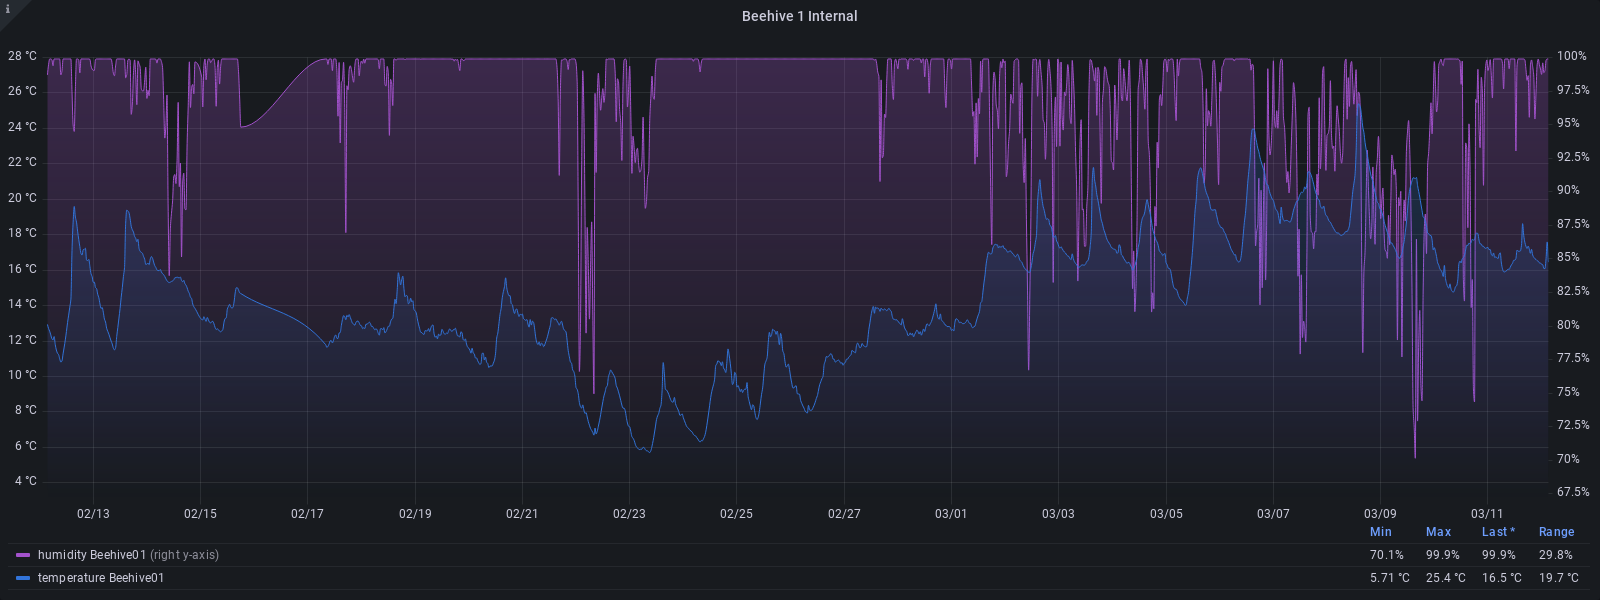 i
Beehive 1 Internal
28 °C
26 °C
24 °C
22 °C
20 °C
18 °C
16 °C
14 °C
12 °C
10 °C
8 °C
6 °C
4 °C
100%
97.5%
95%
92.5%
90%
87.5%
85%
82.5%
80%
77.5%
75%
72.5%
70%
67.5%
02/13 02/15 02/17 02/19 02/21 02/23 02/25 02/27 03/01 03/03 03/05 03/07 03/09 03/11
Min Max Last * Range
humidity Beehive01 (right y-axis) 70.1% 99.9% 99.9% 29.8%
temperature Beehive01 5.71 °C 25.4 °C 16.5 °C 19.7 °C